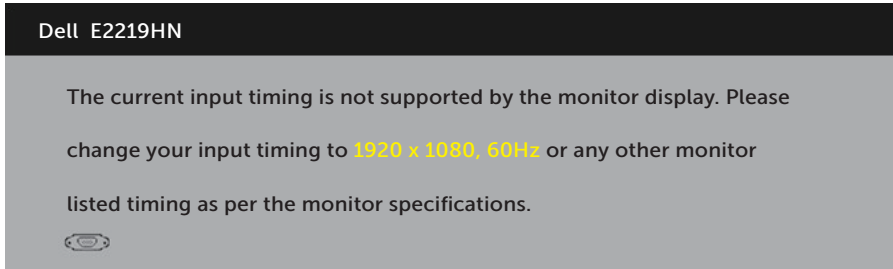 Dell E2219HN
The current input timing is not supported by the monitor display. Please
change your input timing to 1920 x 1080, 60Hz or any other monitor
listed timing as per the monitor specifications.